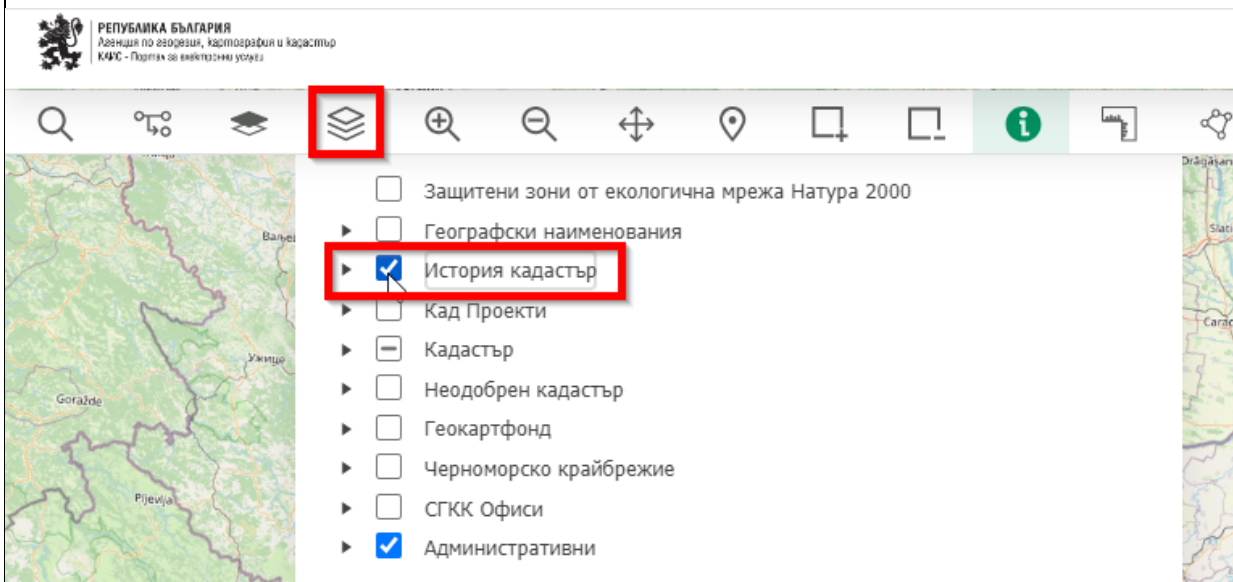 РЕПУБЛИКА БЪЛГАРИЯ
Агенция по геодезия, картография и кадастър
КАИС - Портал за електронни услуги
Защитени зони от екологична мрежа Натура 2000
Географски наименования
История кадастър
Кад Проекти
Кадастър
Неодобрен кадастър
Геокартфонд
Черноморско крайбрежие
СГКК Офиси
Административни
Ужице
Goražde
Pljevlja